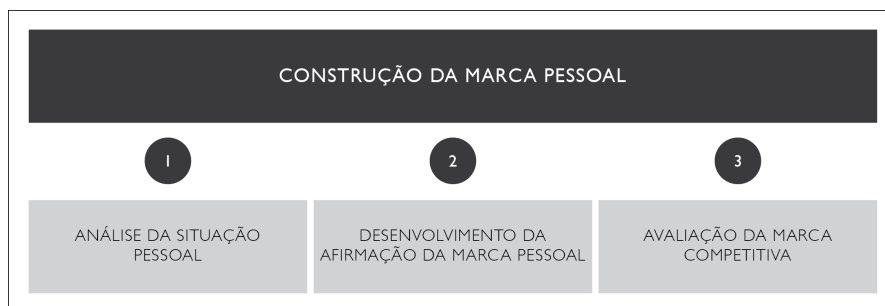 CONSTRUÇÃO DA MARCA PESSOAL
1
2
3
ANÁLISE DA SITUAÇÃO
PESSOAL
DESENVOLVIMENTO DA
AFIRMAÇÃO DA MARCA PESSOAL
AVALIAÇÃO DA MARCA
COMPETITIVA